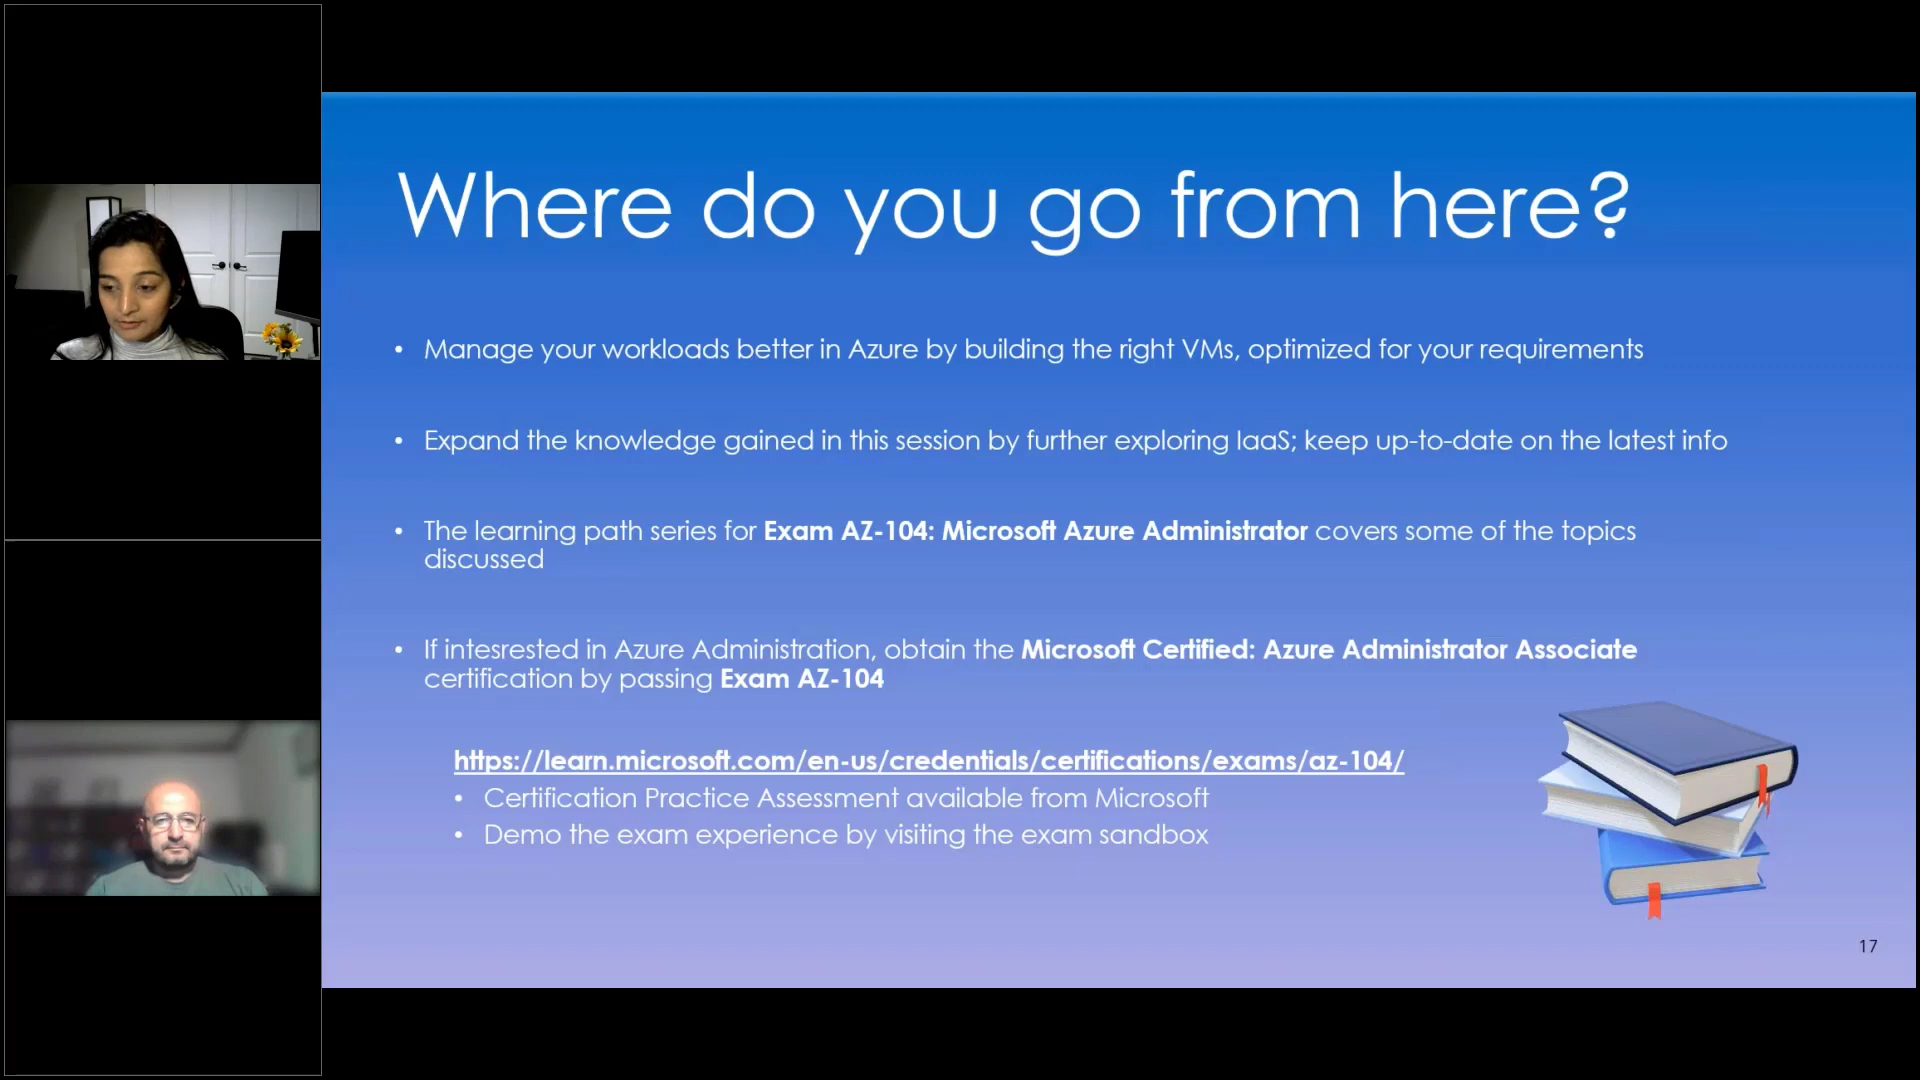 Where do you go from here?
• Manage your workloads better in Azure by building the right VMs, optimized for your requirements
• Expand the knowledge gained in this session by further exploring IaaS; keep up-to-date on the latest info
• The learning path series for Exam AZ-104: Microsoft Azure Administrator covers some of the topics
discussed
• If intesrested in Azure Administration, obtain the Microsoft Certified: Azure Administrator Associate
certification by passing Exam AZ-104
https://learn.microsoft.com/en-us/credentials/certifications/exams/az-104/
• Certification Practice Assessment available from Microsoft
• Demo the exam experience by visiting the exam sandbox
17